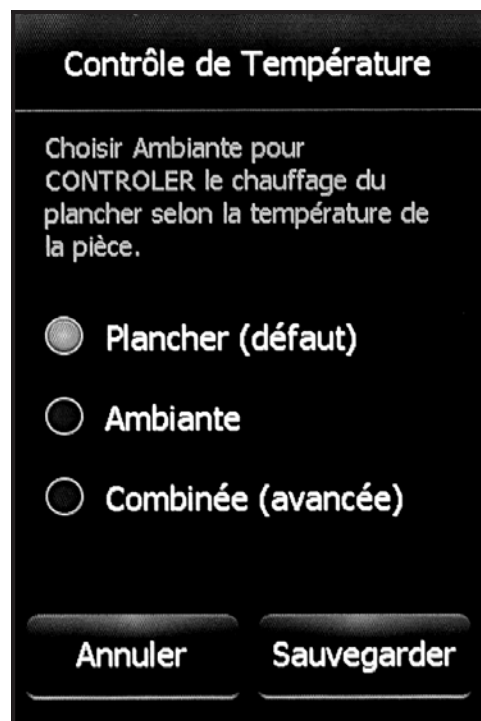 Contrôle de Température
Choisir Ambiante pour
CONTROLER le chauffage du
plancher selon la température de
la pièce.
Plancher (défaut)
Ambiante
Combinée (avancée)
Annuler
Sauvegarder